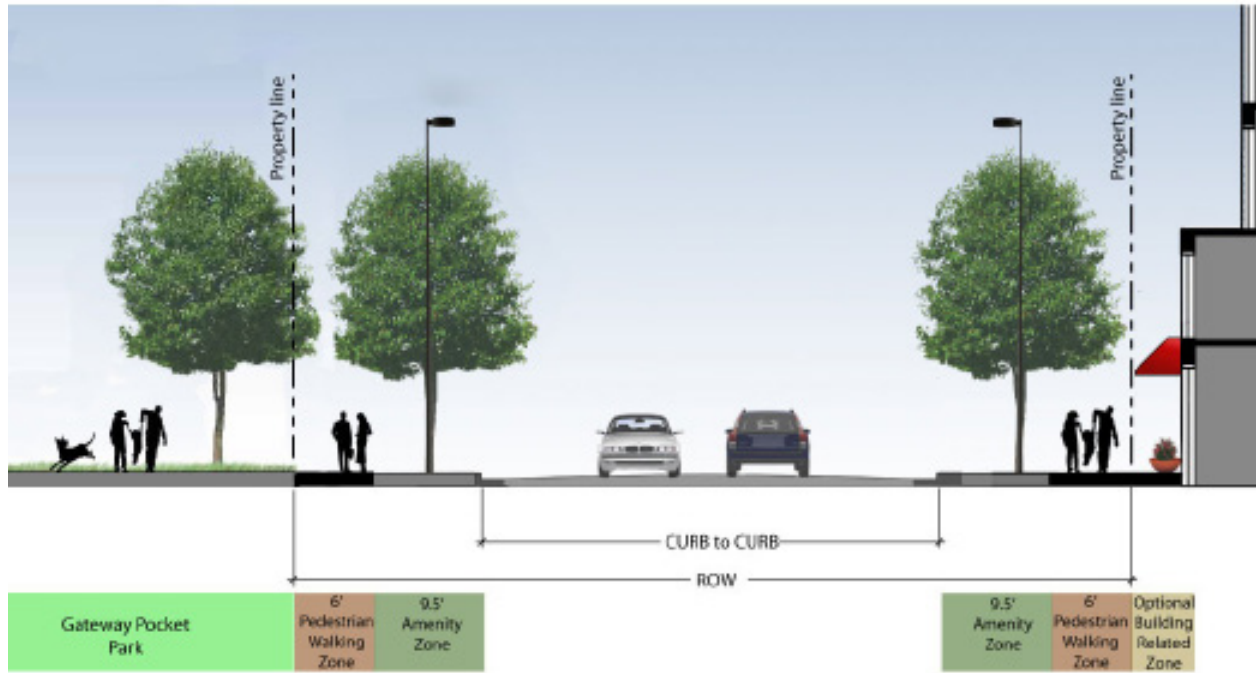 Property line
Property line
CURB to CURB
ROW
Gateway Pocket
Park
6'
Pedestrian
Walking
Zone
9.5'
Amenity
Zone
9.5'
Amenity
Zone
6'
Pedestrian
Walking
Zone
Optional
Building
Related
Zone